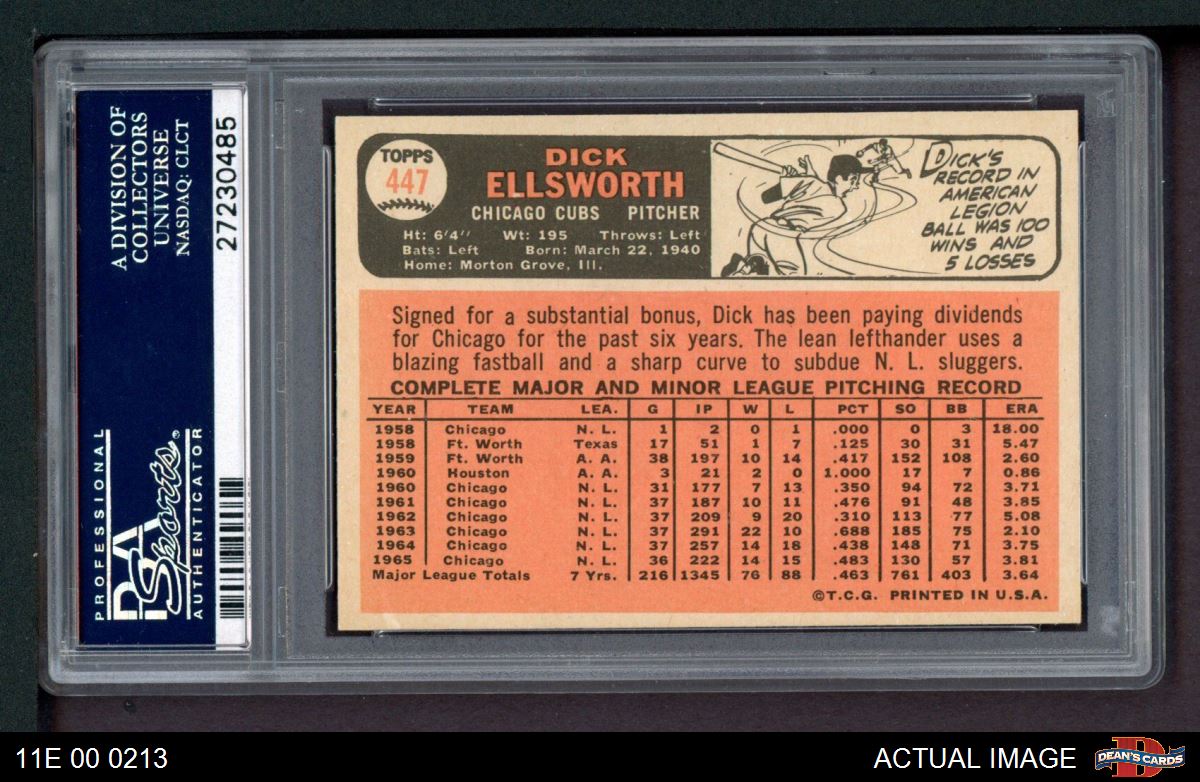 A DIVISION OF
COLLECTORS
UNIVERSE
NASDAQ: CLCT
27230485
PROFESSIONAL
PSA
Sports®
AUTHENTICATOR
TOPPS
447
DICK
ELLSWORTH
CHICAGO CUBS PITCHER
Ht: 6'4" Wt: 195 Throws: Left
Bats: Left Born: March 22, 1940
Home: Morton Grove, Ill.
DICK'S
RECORD IN
AMERICAN
LEGION
BALL WAS 100
WINS AND
5 LOSSES
Signed for a substantial bonus, Dick has been paying dividends
for Chicago for the past six years. The lean lefthander uses a
blazing fastball and a sharp curve to subdue N. L. sluggers.
COMPLETE MAJOR AND MINOR LEAGUE PITCHING RECORD
YEAR TEAM LEA. G IP W L PCT SO BB ERA
1958 Chicago N. L. 1 2 0 1 .000 0 3 18.00
1958 Ft. Worth Texas 17 51 1 7 .125 30 31 5.47
1959 Ft. Worth A. A. 38 197 10 14 .417 152 108 2.60
1960 Houston A. A. 3 21 2 0 1.000 17 7 0.86
1960 Chicago N. L. 31 177 7 13 .350 94 72 3.71
1961 Chicago N. L. 37 187 10 11 .476 91 48 3.85
1962 Chicago N. L. 37 209 9 20 .310 113 77 5.08
1963 Chicago N. L. 37 291 22 10 .688 185 75 2.10
1964 Chicago N. L. 37 257 14 18 .438 148 71 3.75
1965 Chicago N. L. 36 222 14 15 .483 130 57 3.81
Major League Totals 7 Yrs. 216 1345 76 88 .463 761 403 3.64
©T.C.G. PRINTED IN U.S.A.
11E 00 0213
ACTUAL IMAGE
D
DEAN'S CARDS